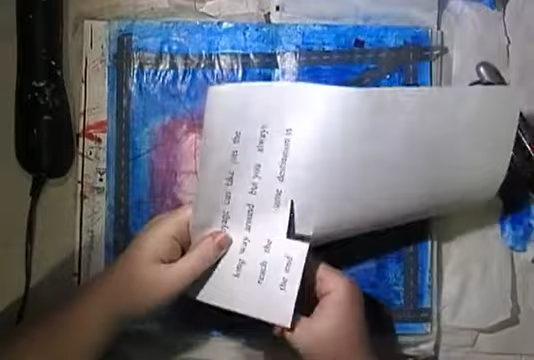 can take you the
long way around but you always
reach the same destination in
the end